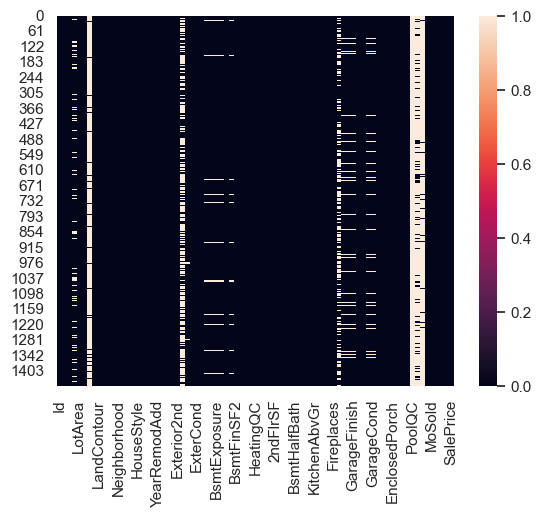 0
61
122
183
244
305
366
427
488
549
610
671
732
793
854
915
976
1037
1098
1159
1220
1281
1342
1403
Id
LotArea
LandContour
Neighborhood
HouseStyle
YearRemodAdd
Exterior2nd
ExterCond
BsmtExposure
BsmtFinSF2
HeatingQC
2ndFlrSF
BsmtHalfBath
KitchenAbvGr
Fireplaces
GarageFinish
GarageCond
EnclosedPorch
PoolQC
MoSold
SalePrice
1.0
0.8
0.6
0.4
0.2
0.0